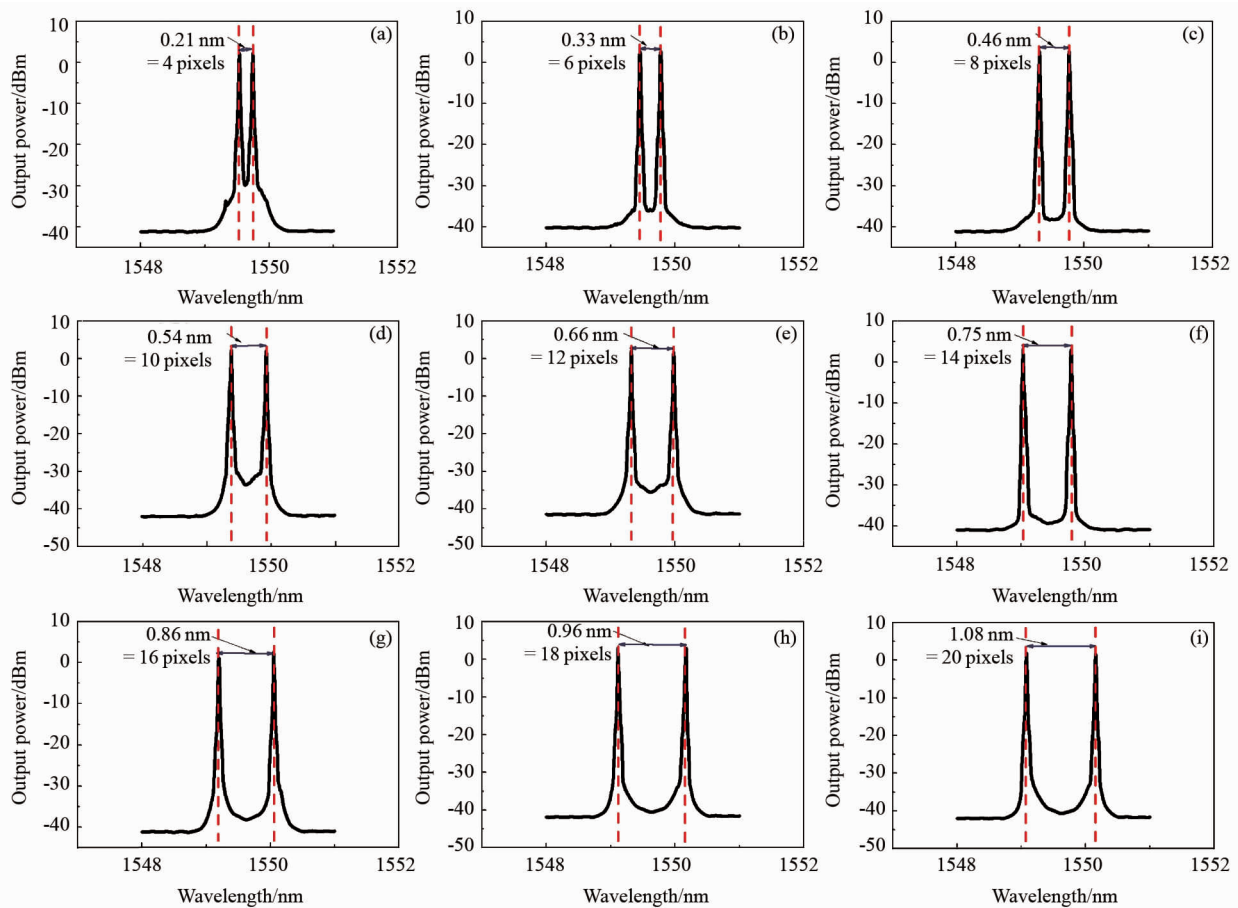 10
0
-10
-20
-30
-40
Output power/dBm
0.21 nm
= 4 pixels
(a)
1548
1550
1552
Wavelength/nm
10
0
-10
-20
-30
-40
Output power/dBm
0.33 nm
= 6 pixels
(b)
1548
1550
1552
Wavelength/nm
10
0
-10
-20
-30
-40
Output power/dBm
0.46 nm
= 8 pixels
(c)
1548
1550
1552
Wavelength/nm
10
0
-10
-20
-30
-40
-50
Output power/dBm
0.54 nm
= 10 pixels
(d)
1548
1550
1552
Wavelength/nm
10
0
-10
-20
-30
-40
-50
Output power/dBm
0.66 nm
= 12 pixels
(e)
1548
1550
1552
Wavelength/nm
10
0
-10
-20
-30
-40
Output power/dBm
0.75 nm
= 14 pixels
(f)
1548
1550
1552
Wavelength/nm
10
0
-10
-20
-30
-40
Output power/dBm
0.86 nm
= 16 pixels
(g)
1548
1550
1552
Wavelength/nm
10
0
-10
-20
-30
-40
-50
Output power/dBm
0.96 nm
= 18 pixels
(h)
1548
1550
1552
Wavelength/nm
10
0
-10
-20
-30
-40
-50
Output power/dBm
1.08 nm
= 20 pixels
(i)
1548
1550
1552
Wavelength/nm